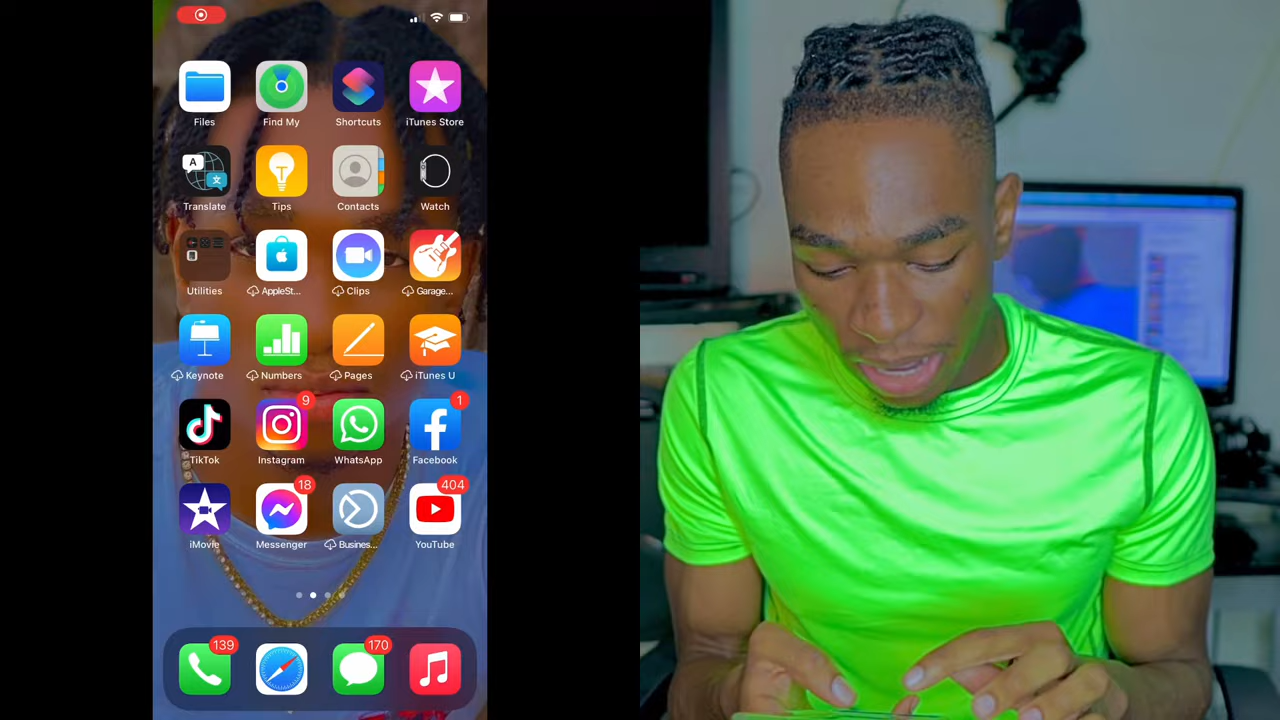 Files Find My Shortcuts iTunes Store
A 文
Translate Tips Contacts Watch
Utilities AppleSt... Clips Garage...
Keynote Numbers Pages iTunes U
9 1
TikTok Instagram WhatsApp Facebook
18 404
iMovie Messenger Busines... YouTube
139 170